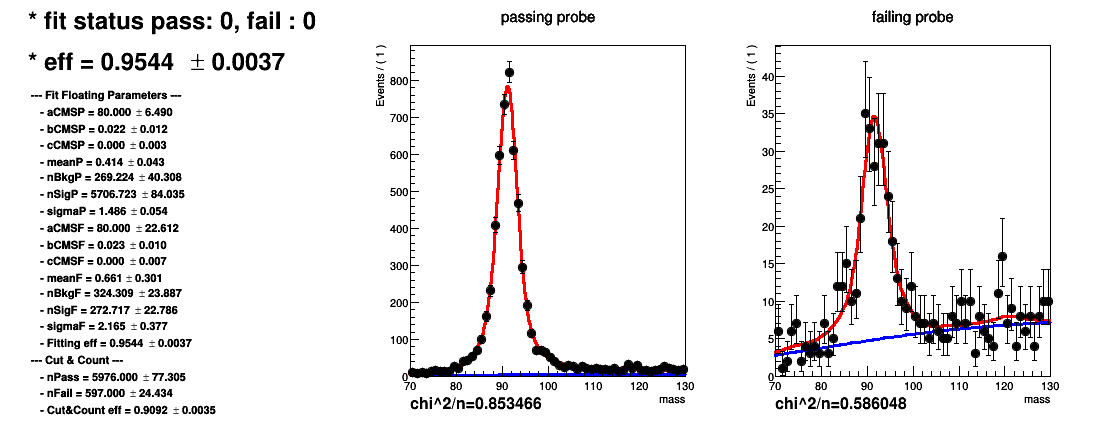 * fit status pass: 0, fail : 0
* eff = 0.9544 ± 0.0037
--- Fit Floating Parameters ---
- aCMSP = 80.000 ± 6.490
- bCMSP = 0.022 ± 0.012
- cCMSP = 0.000 ± 0.003
- meanP = 0.414 ± 0.043
- nBkgP = 269.224 ± 40.308
- nSigP = 5706.723 ± 84.035
- sigmaP = 1.486 ± 0.054
- aCMSF = 80.000 ± 22.612
- bCMSF = 0.023 ± 0.010
- cCMSF = 0.000 ± 0.007
- meanF = 0.661 ± 0.301
- nBkgF = 324.309 ± 23.887
- nSigF = 272.717 ± 22.786
- sigmaF = 2.165 ± 0.377
- Fitting eff = 0.9544 ± 0.0037
--- Cut & Count ---
- nPass = 5976.000 ± 77.305
- nFail = 597.000 ± 24.434
- Cut&Count eff = 0.9092 ± 0.0035
passing probe
Events / ( 1 )
800
700
600
500
400
300
200
100
0
70 80 90 100 110 120 130
mass
chi^2/n=0.853466
failing probe
Events / ( 1 )
40
35
30
25
20
15
10
5
0
70 80 90 100 110 120 130
mass
chi^2/n=0.586048